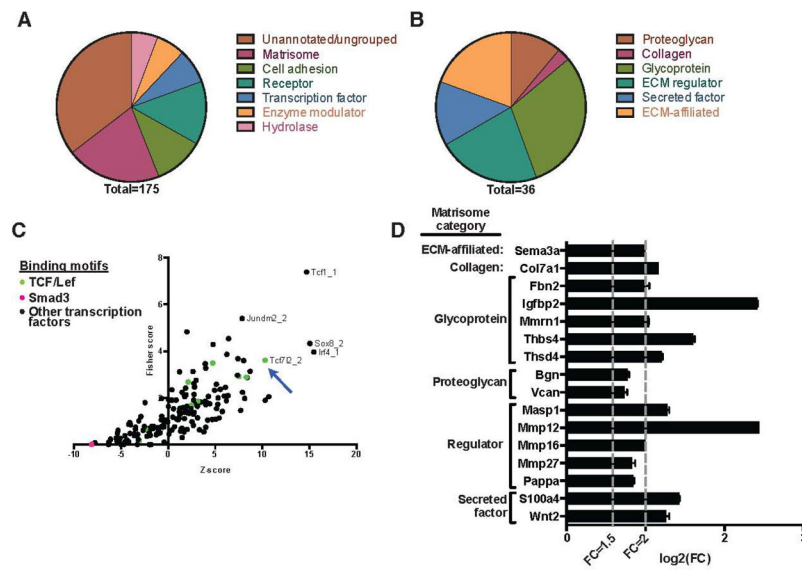 A
Unannotated/ungrouped
Matrisome
Cell adhesion
Receptor
Transcription factor
Enzyme modulator
Hydrolase
Total=175
B
Proteoglycan
Collagen
Glycoprotein
ECM regulator
Secreted factor
ECM-affiliated
Total=36
C
Binding motifs
TCF/Lef
Smad3
Other transcription
factors
Fisher score
8
6
4
2
0
-10
-5
0
5
10
15
20
Z-score
Tcf1_1
Jundm2_2
Sox8_2
Irf4_1
Tcf7l2_2
D
Matrisome
category
ECM-affiliated: Sema3a
Collagen: Col7a1
Glycoprotein
Fbn2
Igfbp2
Mmrn1
Thbs4
Thsd4
Proteoglycan
Bgn
Vcan
Regulator
Masp1
Mmp12
Mmp16
Mmp27
Pappa
Secreted
factor
S100a4
Wnt2
0
FC=1.5
FC=2
2
3
log2(FC)